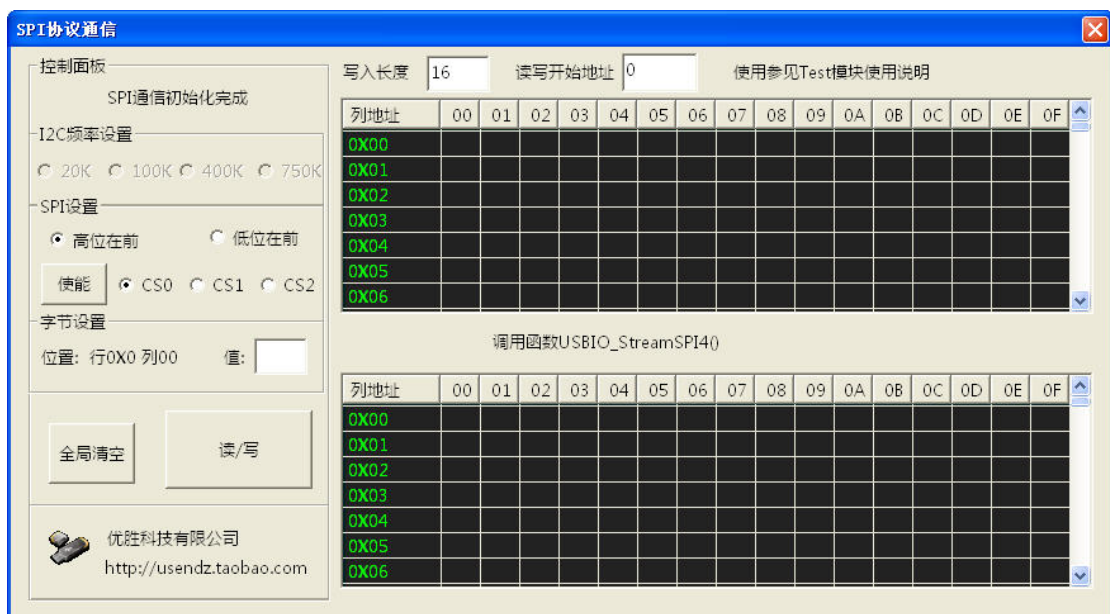 SPI协议通信
控制面板
SPI通信初始化完成
I2C频率设置
20K 100K 400K 750K
SPI设置
高位在前 低位在前
使能 CS0 CS1 CS2
字节设置
位置: 行0X0 列00 值:
全局清空 读/写
优胜科技有限公司
http://usendz.taobao.com
写入长度 16 读写开始地址 0 使用参见Test模块使用说明
列地址 00 01 02 03 04 05 06 07 08 09 0A 0B 0C 0D 0E 0F
0X00
0X01
0X02
0X03
0X04
0X05
0X06
调用函数USBIO_StreamSPI4()
列地址 00 01 02 03 04 05 06 07 08 09 0A 0B 0C 0D 0E 0F
0X00
0X01
0X02
0X03
0X04
0X05
0X06